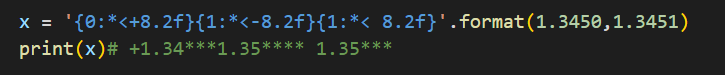 x = '{0:*<+8.2f}{1:*<-8.2f}{1:*< 8.2f}'.format(1.3450,1.3451)
print(x)# +1.34***1.35**** 1.35***